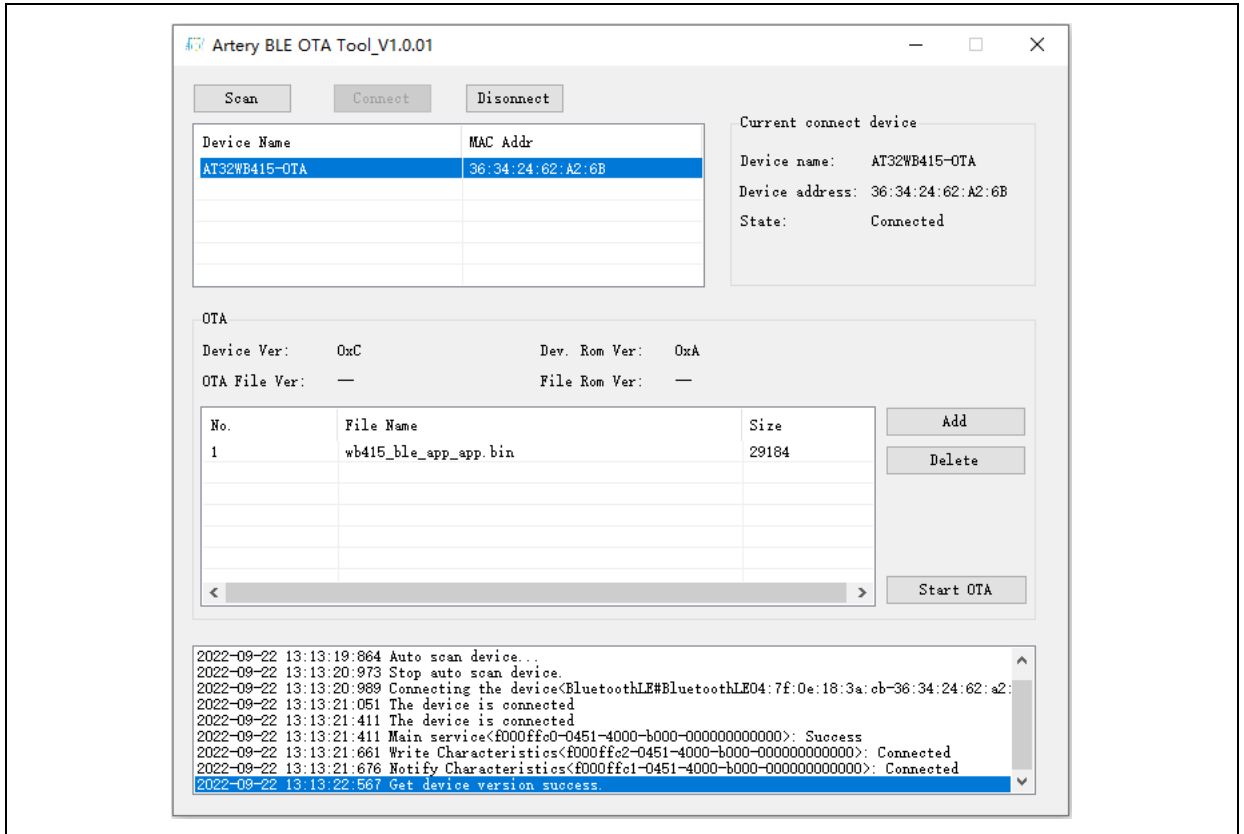 Artery BLE OTA Tool_V1.0.01
Scan Connect Disonnect
Device Name MAC Addr
AT32WB415-OTA 36:34:24:62:A2:6B
Current connect device
Device name: AT32WB415-OTA
Device address: 36:34:24:62:A2:6B
State: Connected
OTA
Device Ver: 0xC Dev. Rom Ver: 0xA
OTA File Ver: — File Rom Ver: —
No. File Name Size
1 wb415_ble_app_app.bin 29184
Add
Delete
Start OTA
2022-09-22 13:13:19:864 Auto scan device...
2022-09-22 13:13:20:973 Stop auto scan device.
2022-09-22 13:13:20:989 Connecting the device<BluetoothLE#BluetoothLE04:7f:0e:18:3a:cb-36:34:24:62:a2:
2022-09-22 13:13:21:051 The device is connected
2022-09-22 13:13:21:411 The device is connected
2022-09-22 13:13:21:411 Main service<f000ffc0-0451-4000-b000-000000000000>: Success
2022-09-22 13:13:21:661 Write Characteristics<f000ffc2-0451-4000-b000-000000000000>: Connected
2022-09-22 13:13:21:676 Notify Characteristics<f000ffc1-0451-4000-b000-000000000000>: Connected
2022-09-22 13:13:22:567 Get device version success.